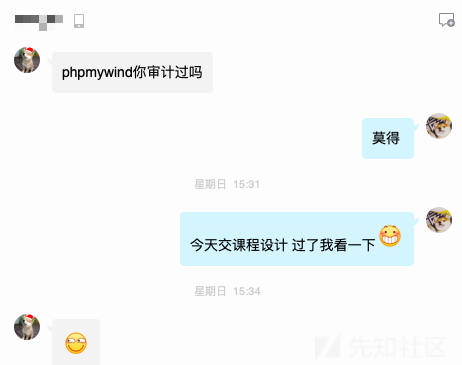 phpmywind你审计过吗
莫得
星期日 15:31
今天交课程设计 过了我看一下
星期日 15:34
先知社区